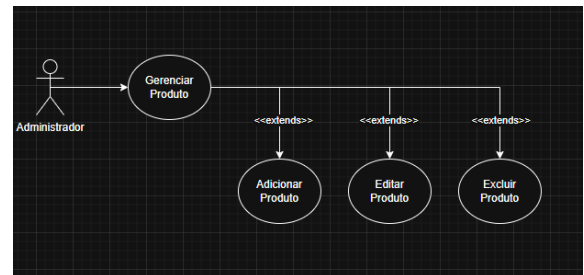 Gerenciar
Produto
Administrador
<<extends>>
<<extends>>
<<extends>>
Adicionar
Produto
Editar
Produto
Excluir
Produto